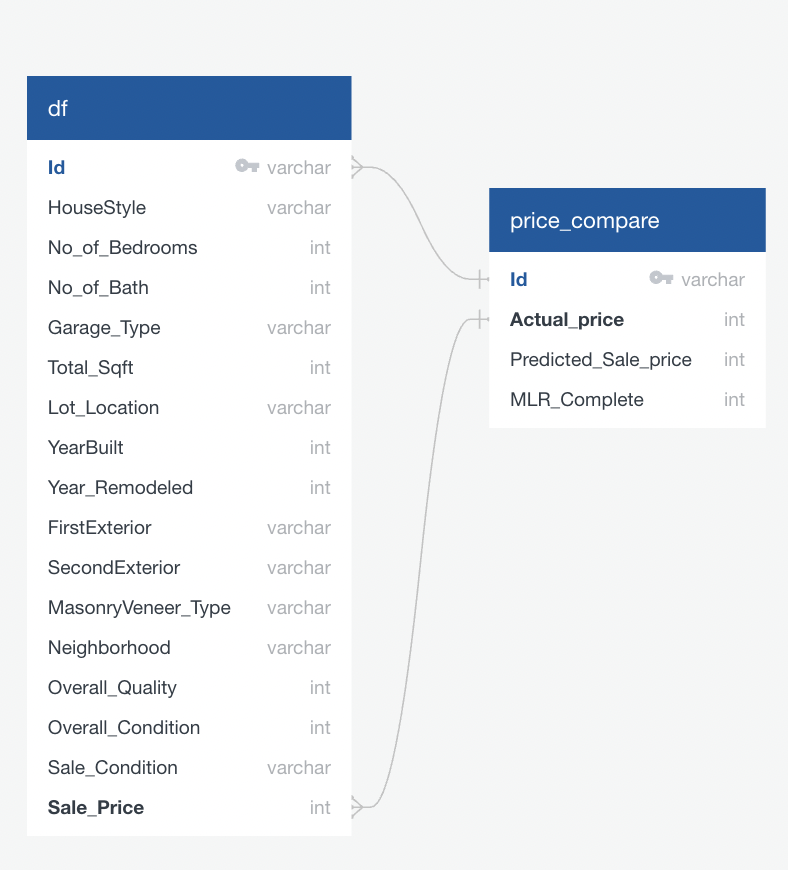 df
Id varchar
HouseStyle varchar
No_of_Bedrooms int
No_of_Bath int
Garage_Type varchar
Total_Sqft int
Lot_Location varchar
YearBuilt int
Year_Remodeled int
FirstExterior varchar
SecondExterior varchar
MasonryVeneer_Type varchar
Neighborhood varchar
Overall_Quality int
Overall_Condition int
Sale_Condition varchar
Sale_Price int
price_compare
Id varchar
Actual_price int
Predicted_Sale_price int
MLR_Complete int